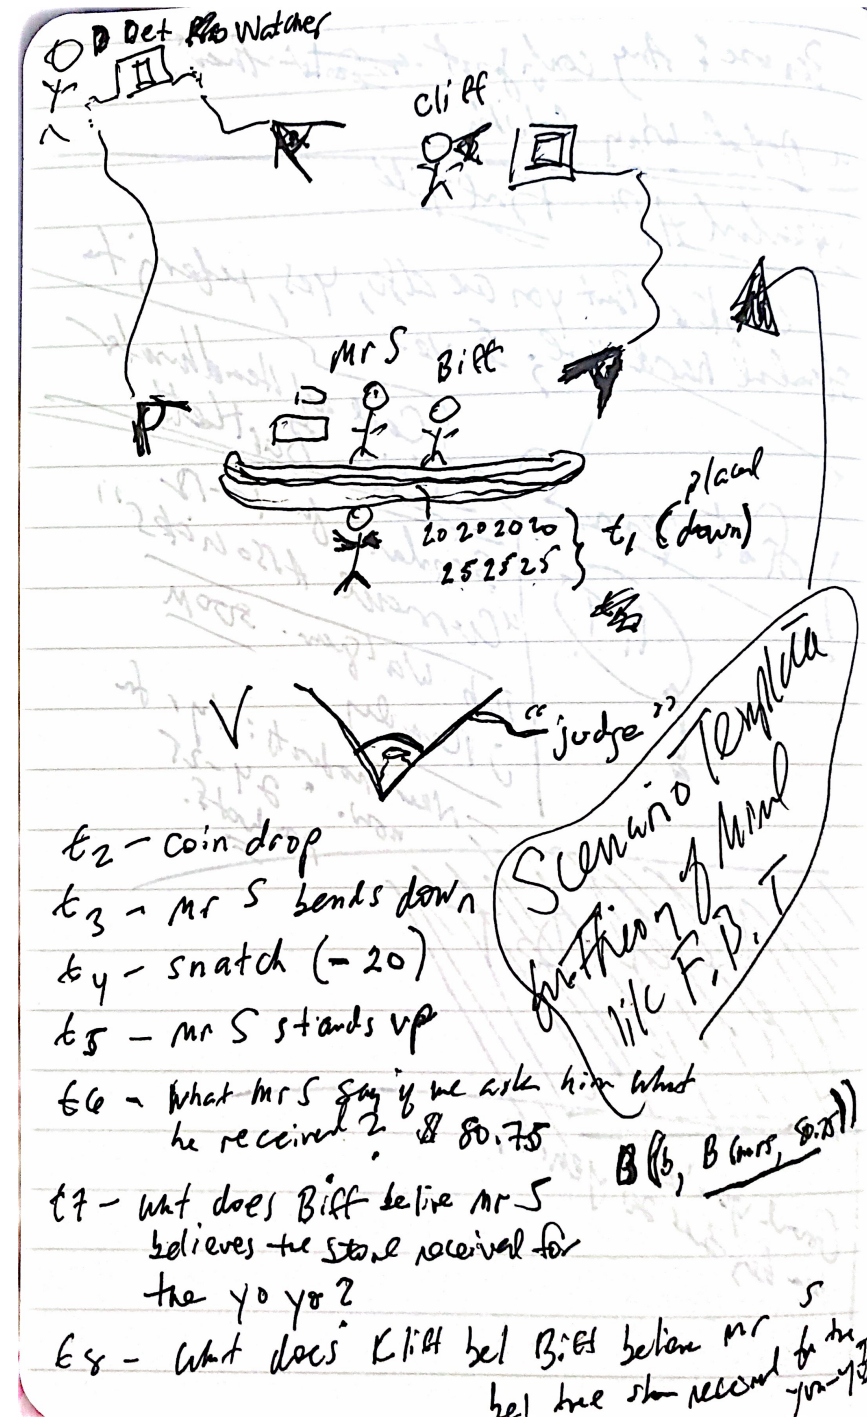 Det Watcher
Cliff
Mr S
Biff
20 20 20 20
25 25 25
t1 (placed down)
V
"judge"
Scenario Template
for Theory of Mind
l/c F.B.T
t2 - coin drop
t3 - Mr S bends down
t4 - snatch (-20)
t5 - Mr S stands up
t6 - What Mr S say if we ask him what
he received? $ 80.75
B(b, B(mrs, 80.75))
t7 - what does Biff belive Mr S
believes the store received for
the yo yo?
t8 - What does Kliff bel Biff believe Mr S
bel the store received for the